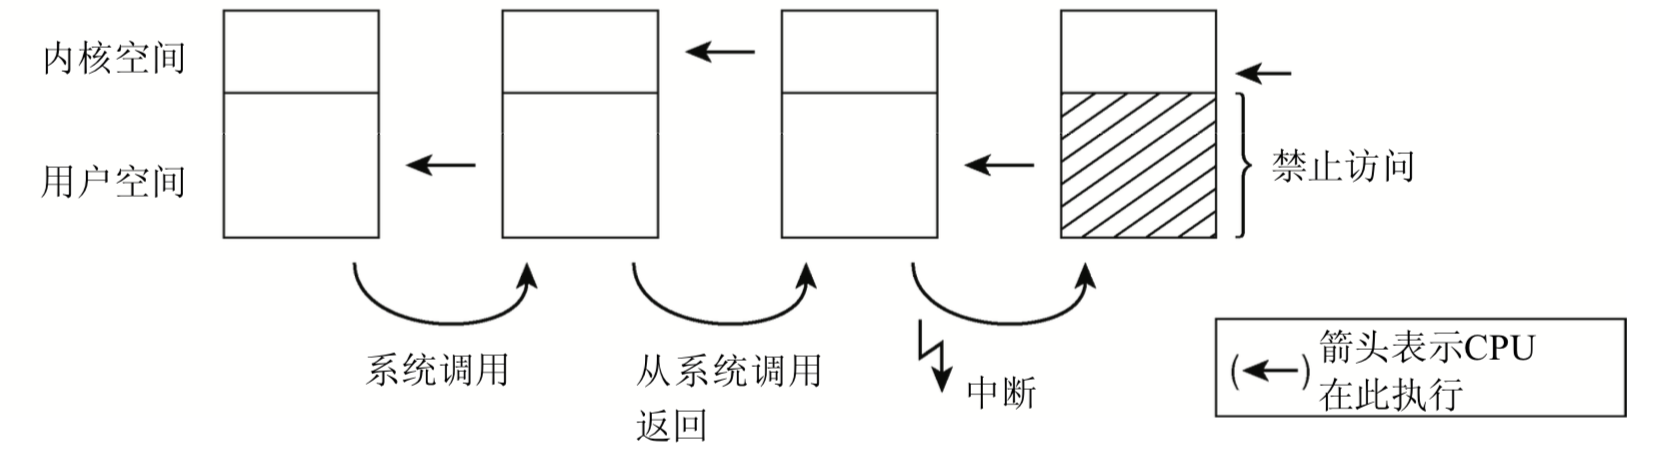 内核空间
用户空间
禁止访问
系统调用
从系统调用
返回
中断
(←) 箭头表示CPU
在此执行